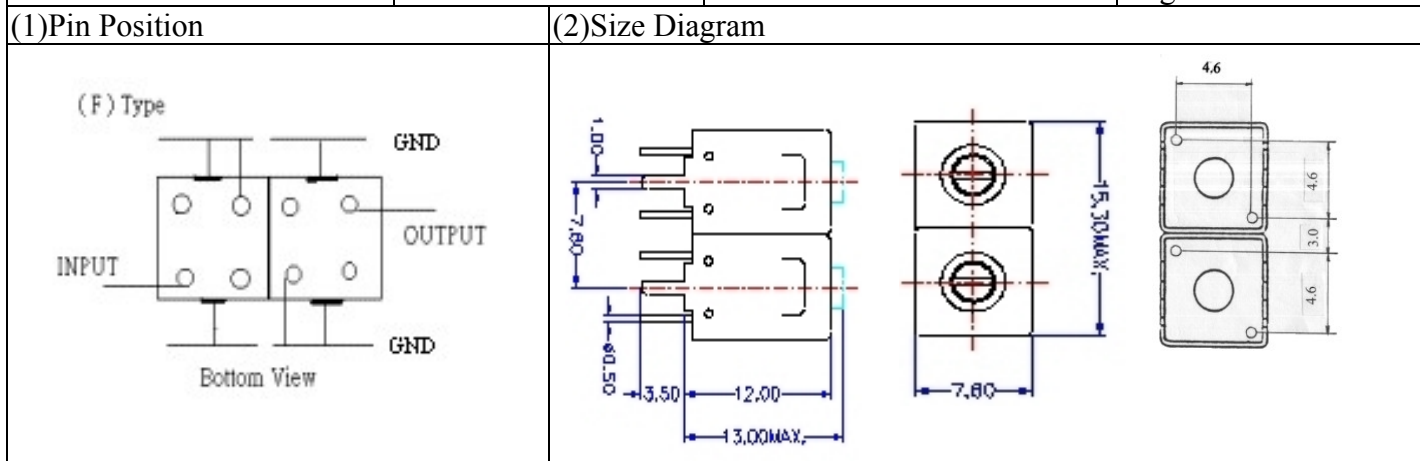 (1)Pin Position
(2)Size Diagram
(F) Type
GND
OUTPUT
INPUT
GND
Bottom View
1,00
7,80
ø0,50
3,50
12,00
13,00MAX,
15,30MAX,
7,80
4.6
4.6
3.0
4.6